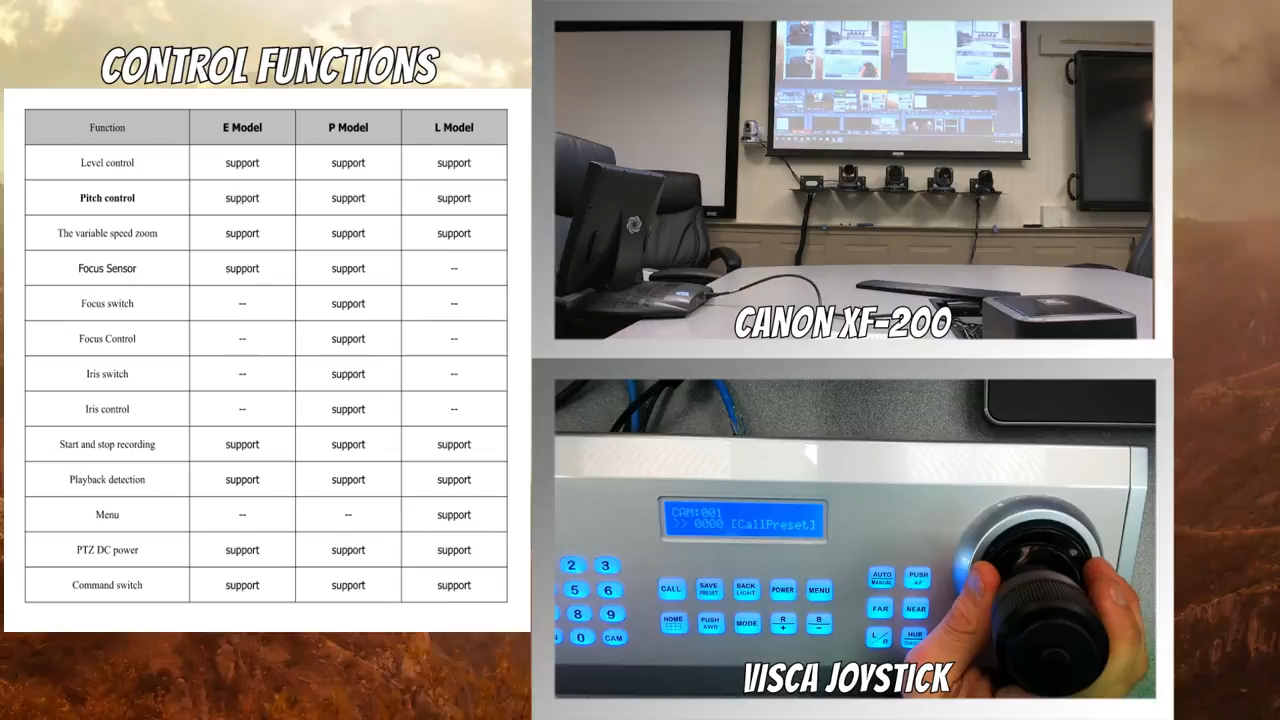 CONTROL FUNCTIONS
Function E Model P Model L Model
Level control support support support
Pitch control support support support
The variable speed zoom support support support
Focus Sensor support support --
Focus switch -- support --
Focus Control -- support --
Iris switch -- support --
Iris control -- support --
Start and stop recording support support support
Playback detection support support support
Menu -- -- support
PTZ DC power support support support
Command switch support support support
CANON XF-200
CAM:001
>> 0000 [CallPreset]
2 3
5 6
8 9
0 CAM
CALL SAVE PRESET BACK LIGHT POWER MENU
HOME PUSH AWB MODE R + - B + -
AUTO MANUAL PUSH AF
FAR NEAR
L/R HUB
VISCA JOYSTICK